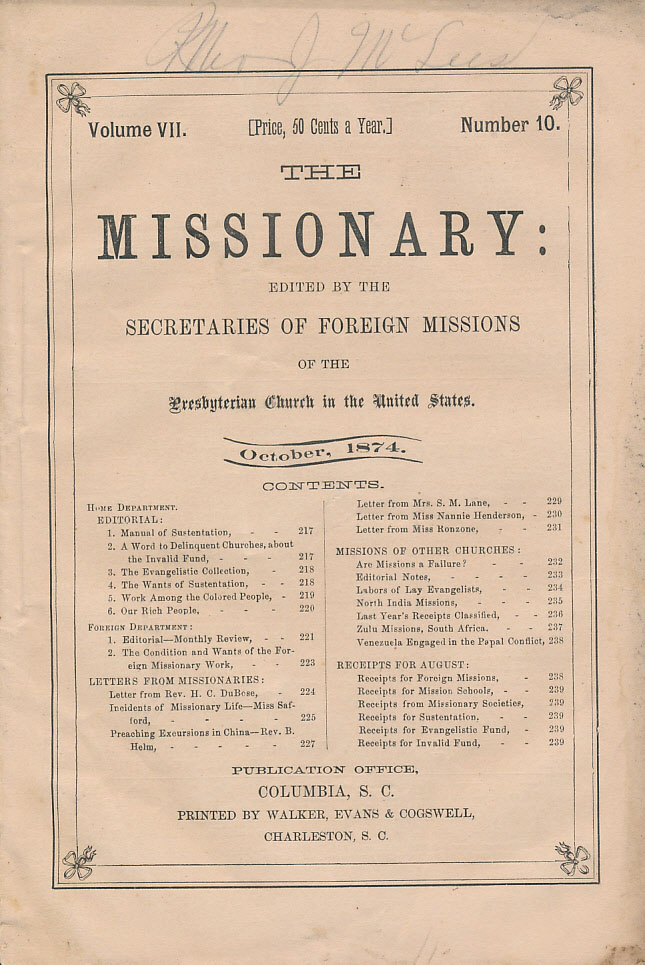 J McLees
Volume VII.
[Price, 50 Cents a Year.]
Number 10.
THE
MISSIONARY:
EDITED BY THE
SECRETARIES OF FOREIGN MISSIONS
OF THE
Presbyterian Church in the United States.
October, 1874.
CONTENTS.
HOME DEPARTMENT.
EDITORIAL:
1. Manual of Sustentation, - - 217
2. A Word to Delinquent Churches, about
the Invalid Fund, - - 217
3. The Evangelistic Collection, - 218
4. The Wants of Sustentation, - - 218
5. Work Among the Colored People, - 219
6. Our Rich People, - - 220
FOREIGN DEPARTMENT:
1. Editorial—Monthly Review, - - 221
2. The Condition and Wants of the For-
eign Missionary Work, - - 223
LETTERS FROM MISSIONARIES:
Letter from Rev. H. C. DuBose, - 224
Incidents of Missionary Life—Miss Saf-
ford, - - - - 225
Preaching Excursions in China—Rev. B.
Helm, - - - - - 227
Letter from Mrs. S. M. Lane, - - 229
Letter from Miss Nannie Henderson, - 230
Letter from Miss Ronzone, - - 231
MISSIONS OF OTHER CHURCHES:
Are Missions a Failure? - - 232
Editorial Notes, - - - - 233
Labors of Lay Evangelists, - - 234
North India Missions, - - - 235
Last Year's Receipts Classified, - - 236
Zulu Missions, South Africa. - - 237
Venezuela Engaged in the Papal Conflict, 238
RECEIPTS FOR AUGUST:
Receipts for Foreign Missions, - 238
Receipts for Mission Schools, - - 239
Receipts from Missionary Societies, 239
Receipts for Sustentation, - - 239
Receipts for Evangelistic Fund, - 239
Receipts for Invalid Fund, - - 239
PUBLICATION OFFICE,
COLUMBIA, S. C.
PRINTED BY WALKER, EVANS & COGSWELL,
CHARLESTON, S. C.